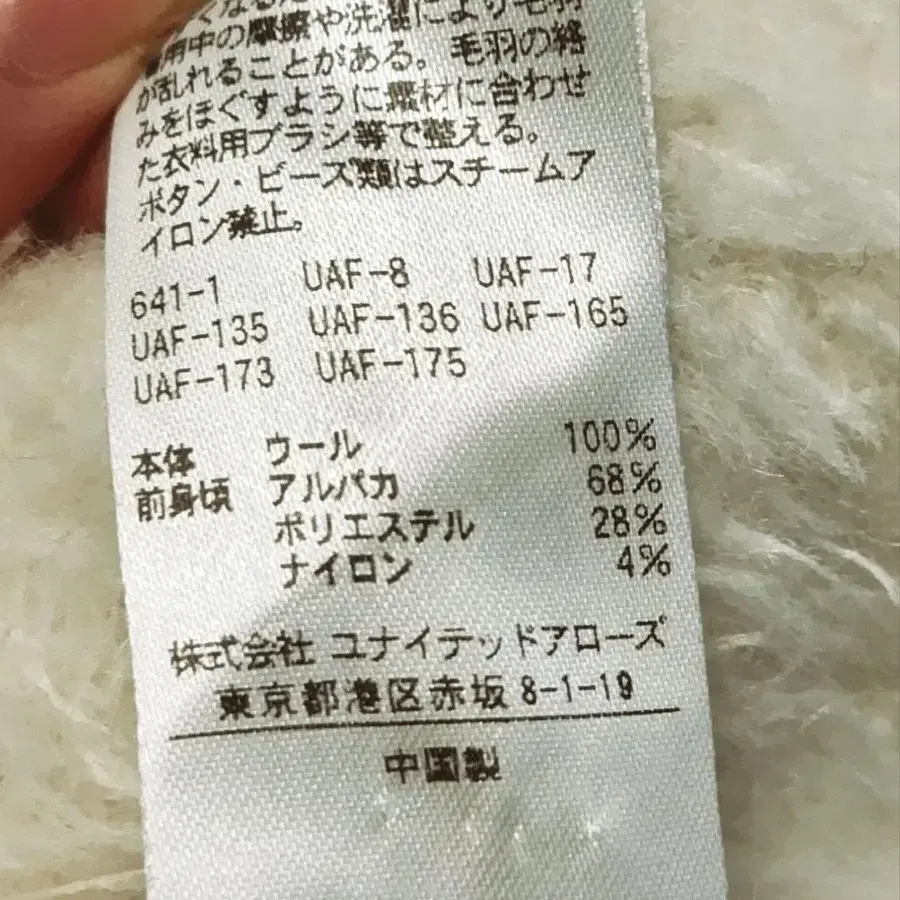 くなる
着用中の摩擦や洗濯により毛羽
が乱れることがある。毛羽の絡
みをほぐすように素材に合わせ
た衣料用ブラシ等で整える。
ボタン・ビーズ類はスチームア
イロン禁止。
641-1 UAF-8 UAF-17
UAF-135 UAF-136 UAF-165
UAF-173 UAF-175
本体 ウール 100%
前身頃 アルパカ 68%
ポリエステル 28%
ナイロン 4%
株式会社 ユナイテッドアローズ
東京都港区赤坂 8-1-19
中国製